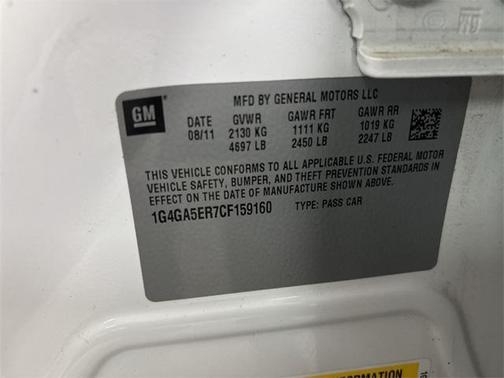 MFD BY GENERAL MOTORS LLC
GM
DATE GVWR GAWR FRT GAWR RR
08/11 2130 KG 1111 KG 1019 KG
4697 LB 2450 LB 2247 LB
THIS VEHICLE CONFORMS TO ALL APPLICABLE U.S. FEDERAL MOTOR
VEHICLE SAFETY, BUMPER, AND THEFT PREVENTION STANDARDS IN
EFFECT ON THE DATE OF MANUFACTURE SHOWN ABOVE.
1G4GA5ER7CF159160 TYPE: PASS CAR
INFORMATION